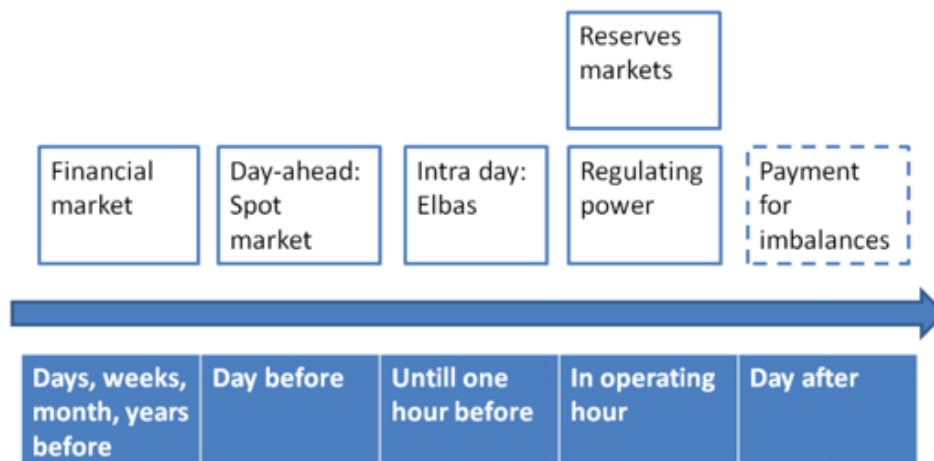 Reserves
markets
Financial
market
Day-ahead:
Spot
market
Intra day:
Elbas
Regulating
power
Payment
for
imbalances
Days, weeks,
month, years
before
Day before
Untill one
hour before
In operating
hour
Day after